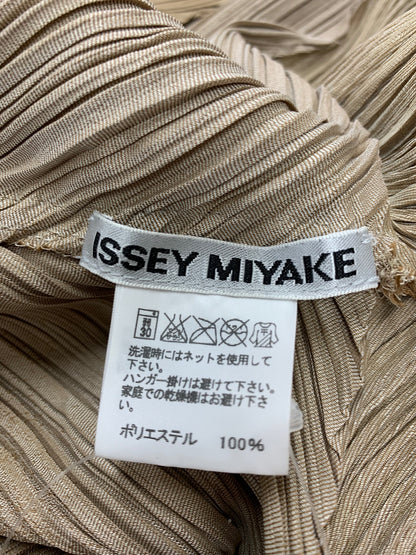 ISSEY MIYAKE
弱
30
洗濯時にはネットを使用して
下さい。
ハンガー掛けは避けて下さい。
家庭での乾燥機はお避け
下さい。
ポリエステル 100%